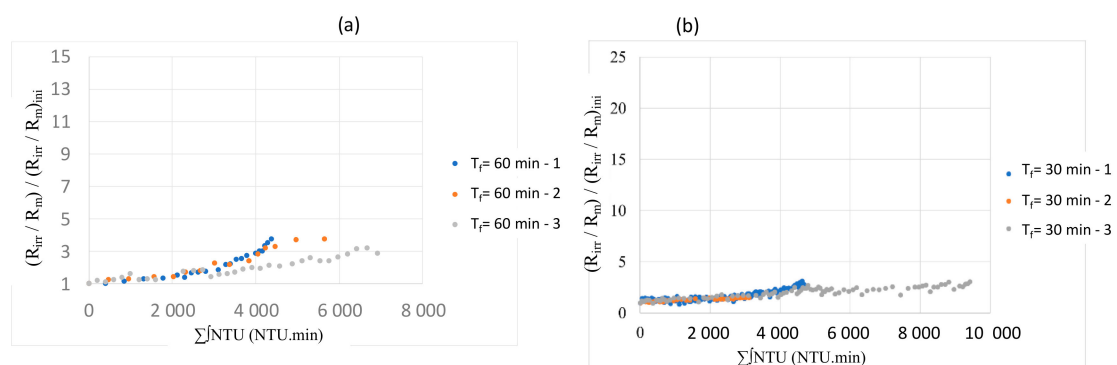 (a)
(R_irr / R_m) / (R_irr / R_m)_ini
15
13
11
9
7
5
3
1
0
2 000
4 000
6 000
8 000
∑∫NTU (NTU.min)
T_f= 60 min - 1
T_f= 60 min - 2
T_f= 60 min - 3
(b)
(R_irr / R_m) / (R_irr / R_m)_ini
25
20
15
10
5
0
0
2 000
4 000
6 000
8 000
10 000
∑∫NTU (NTU.min)
T_f= 30 min - 1
T_f= 30 min - 2
T_f= 30 min - 3